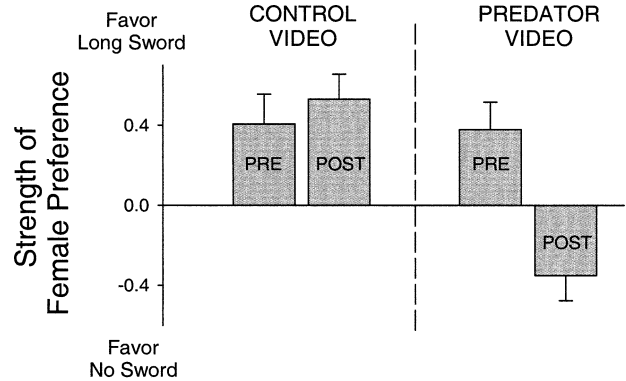 Favor
Long Sword
CONTROL
VIDEO
PREDATOR
VIDEO
Strength of
Female Preference
0.4
0.0
-0.4
PRE
POST
PRE
POST
Favor
No Sword